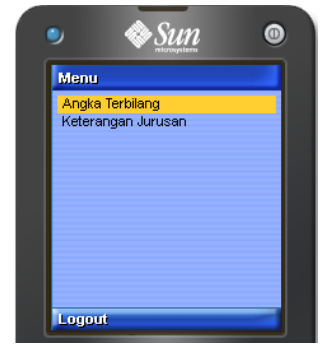 Sun
microsystems
Menu
Angka Terbilang
Keterangan Jurusan
Logout